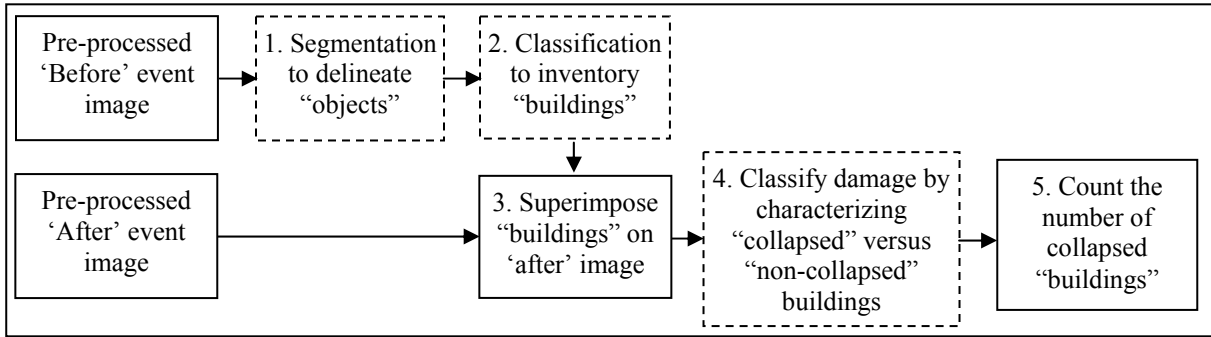 Pre-processed
‘Before’ event
image
1. Segmentation
to delineate
“objects”
2. Classification
to inventory
“buildings”
Pre-processed
‘After’ event
image
3. Superimpose
“buildings” on
‘after’ image
4. Classify damage by
characterizing
“collapsed” versus
“non-collapsed”
buildings
5. Count the
number of
collapsed
“buildings”